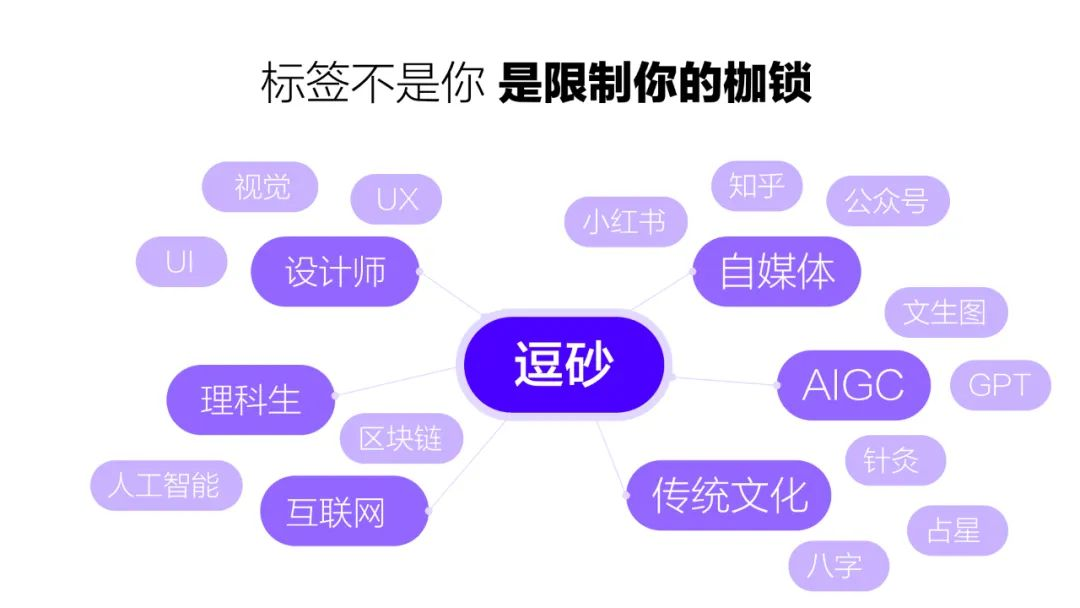 标签不是你 是限制你的枷锁
视觉
UX
UI
设计师
小红书
知乎
公众号
自媒体
文生图
逗砂
AIGC
GPT
理科生
区块链
人工智能
互联网
针灸
传统文化
占星
八字